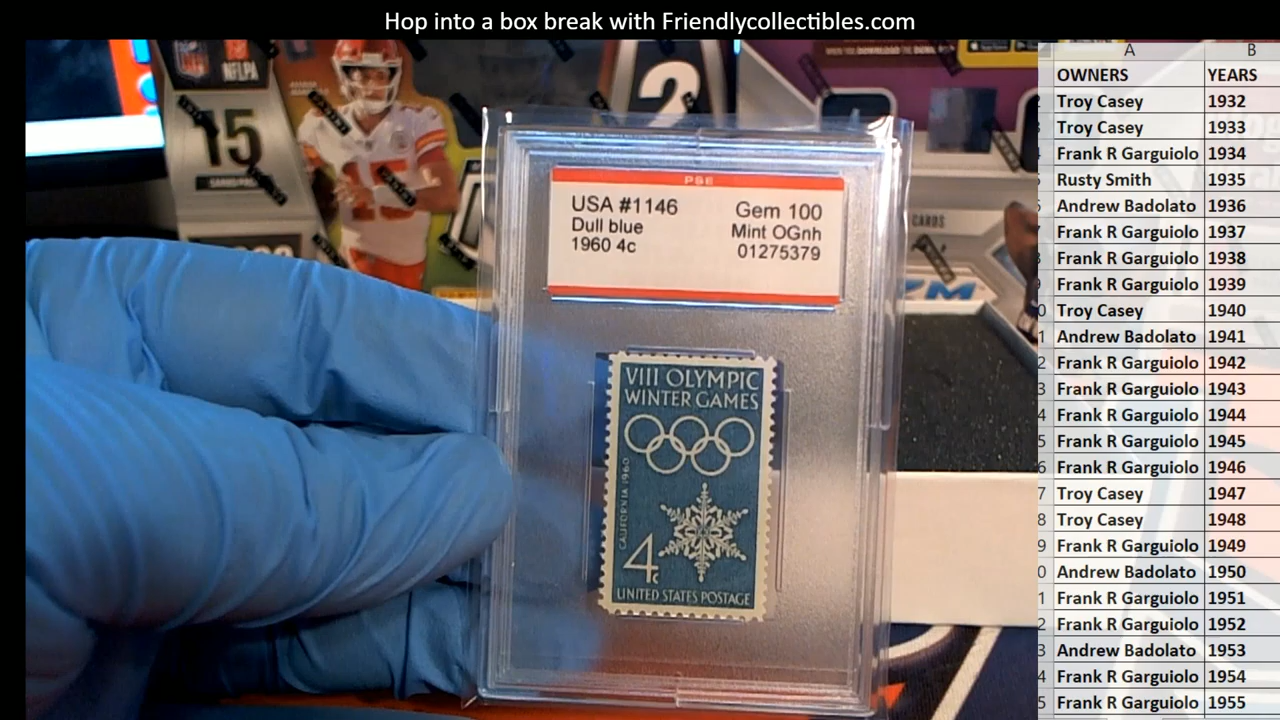 Hop into a box break with Friendlycollectibles.com
NFL
NFLPA
15
2
CARDS
PSE
USA #1146
Dull blue
1960 4c
Gem 100
Mint OGnh
01275379
VIII OLYMPIC
WINTER GAMES
CALIFORNIA 1960
4c
UNITED STATES POSTAGE
A B
OWNERS YEARS
Troy Casey 1932
Troy Casey 1933
Frank R Garguiolo 1934
Rusty Smith 1935
Andrew Badolato 1936
Frank R Garguiolo 1937
Frank R Garguiolo 1938
Frank R Garguiolo 1939
Troy Casey 1940
Andrew Badolato 1941
Frank R Garguiolo 1942
Frank R Garguiolo 1943
Frank R Garguiolo 1944
Frank R Garguiolo 1945
Frank R Garguiolo 1946
Troy Casey 1947
Troy Casey 1948
Frank R Garguiolo 1949
Andrew Badolato 1950
Frank R Garguiolo 1951
Frank R Garguiolo 1952
Andrew Badolato 1953
Frank R Garguiolo 1954
Frank R Garguiolo 1955